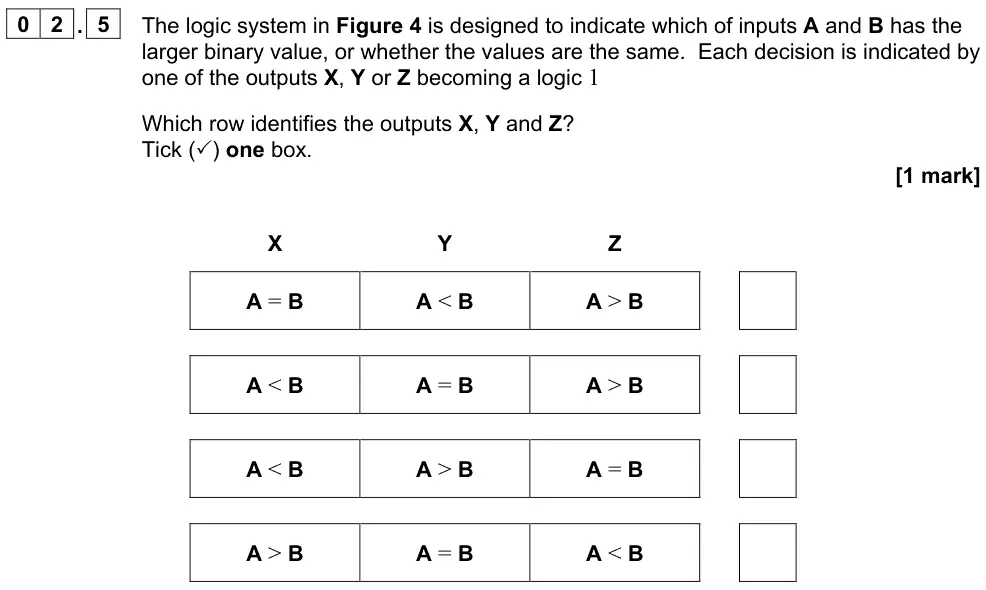 0 2 . 5 The logic system in Figure 4 is designed to indicate which of inputs A and B has the
larger binary value, or whether the values are the same. Each decision is indicated by
one of the outputs X, Y or Z becoming a logic 1
Which row identifies the outputs X, Y and Z?
Tick (✓) one box.
[1 mark]
X Y Z
A = B A < B A > B
A < B A = B A > B
A < B A > B A = B
A > B A = B A < B